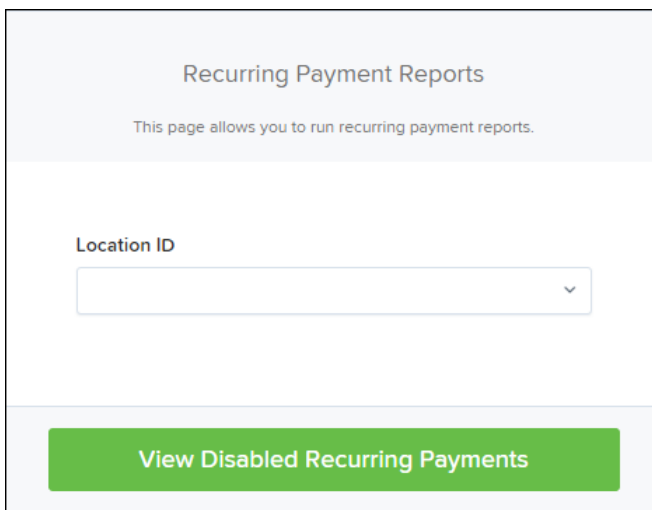 Recurring Payment Reports
This page allows you to run recurring payment reports.
Location ID
View Disabled Recurring Payments